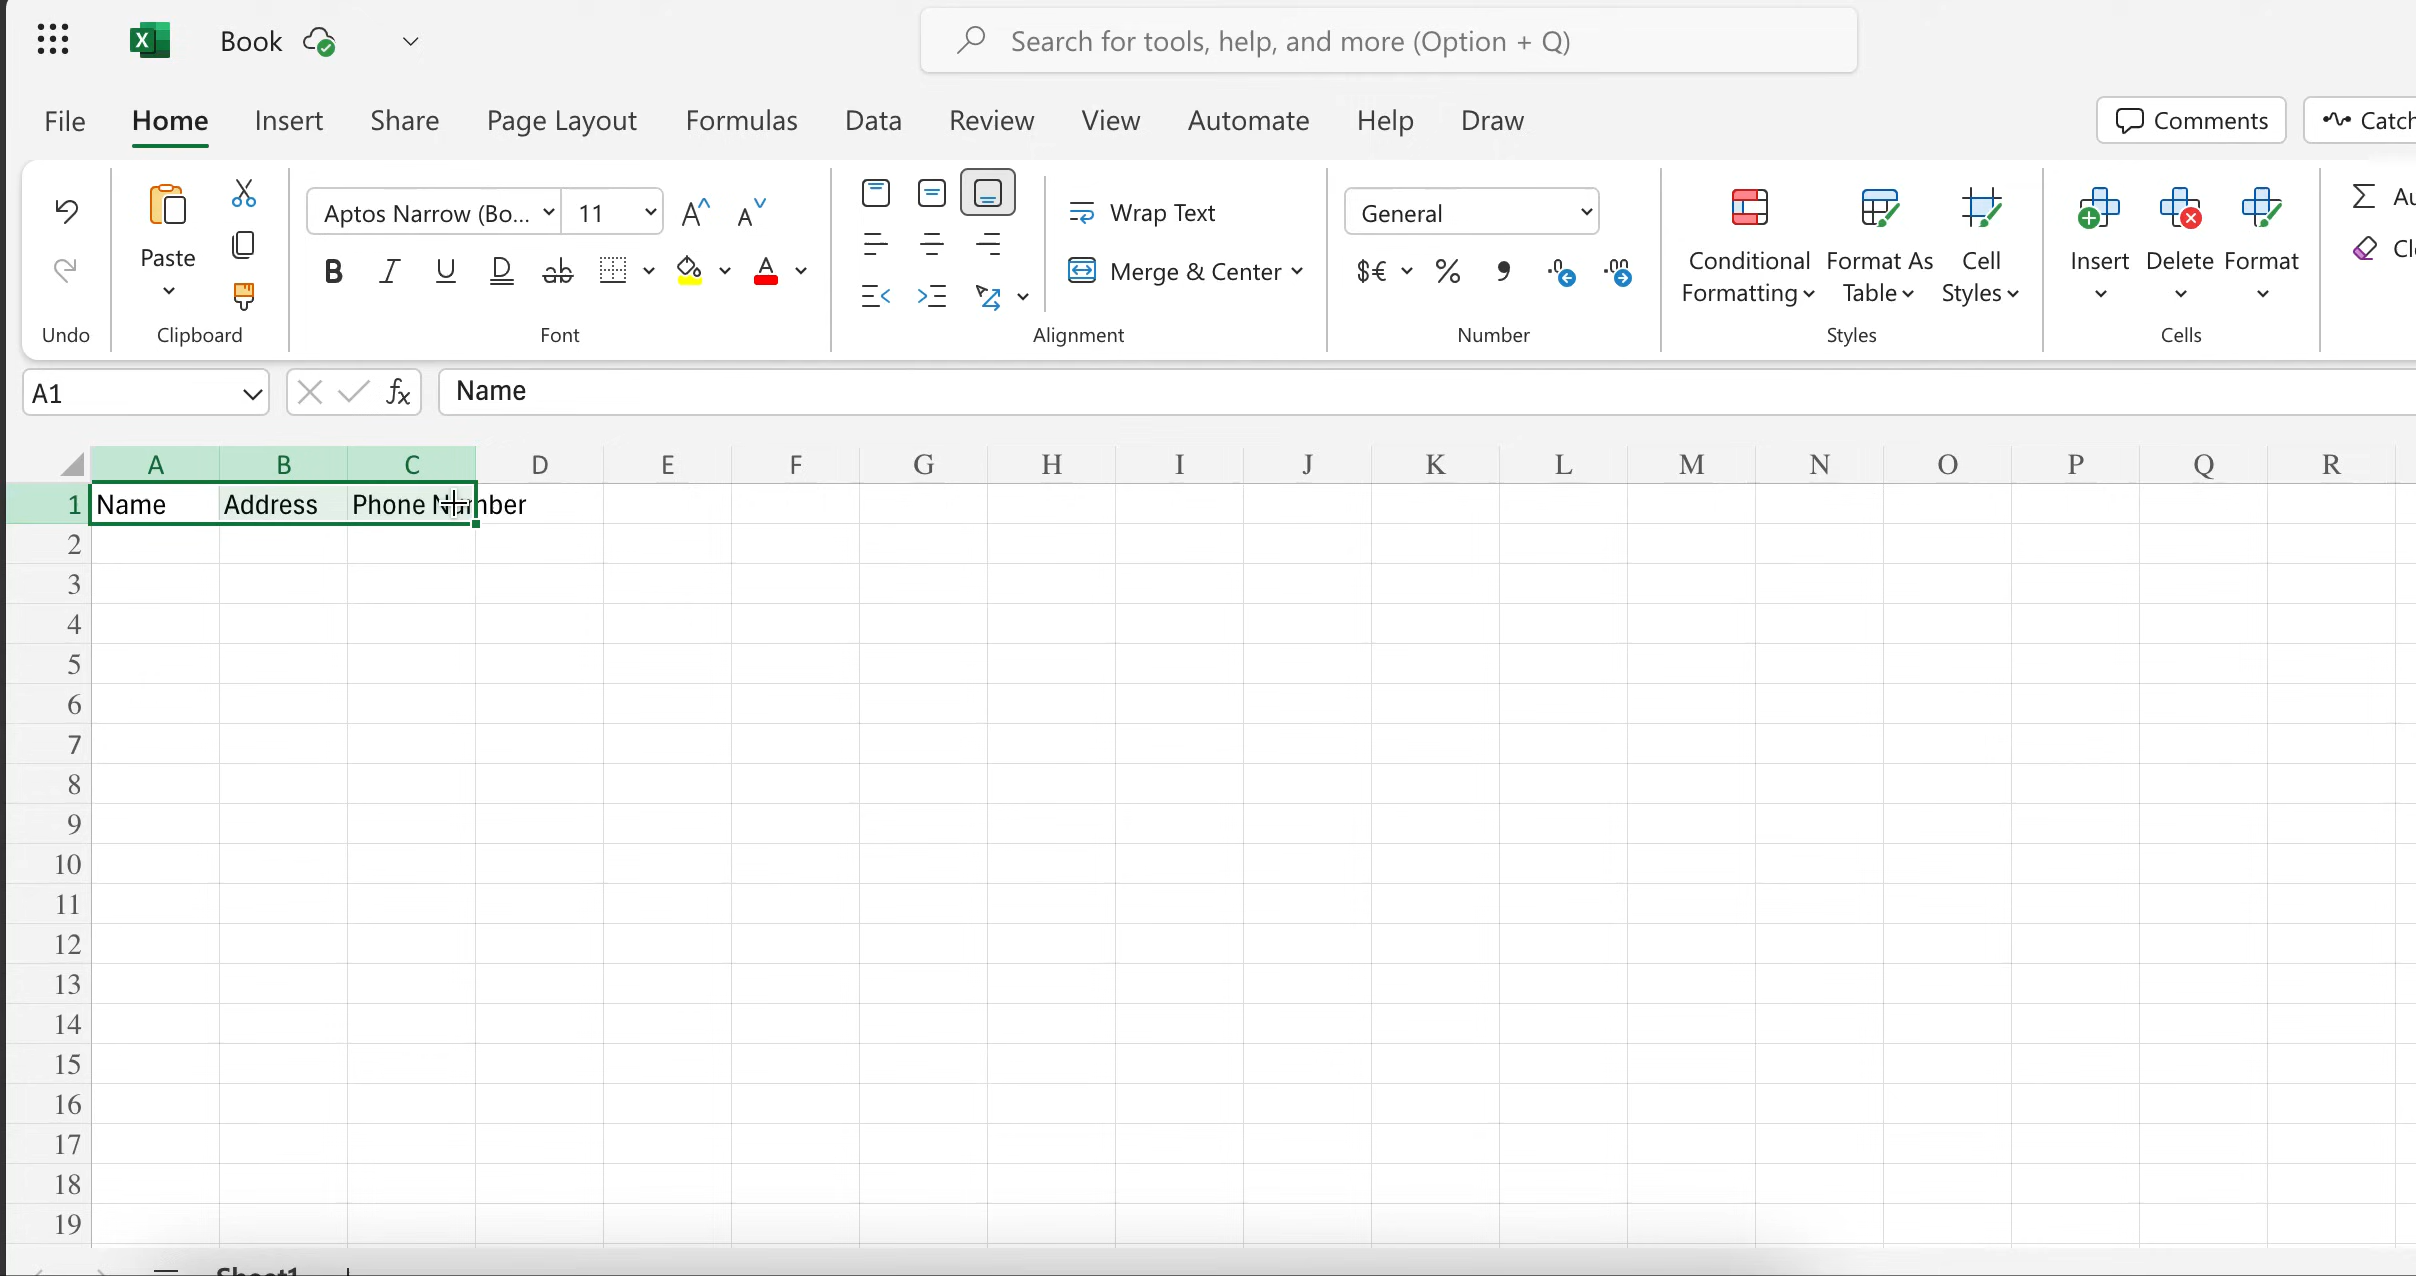 Book
Search for tools, help, and more (Option + Q)
File Home Insert Share Page Layout Formulas Data Review View Automate Help Draw
Comments
Aptos Narrow (Bo... 11
Wrap Text
General
Paste
Conditional Formatting
Format As Table
Cell Styles
Insert Delete Format
$€ % 
Merge & Center
Undo Clipboard Font Alignment Number Styles Cells
A1 fx Name
A B C D E F G H I J K L M N O P Q R
1 Name Address Phone Number
2
3
4
5
6
7
8
9
10
11
12
13
14
15
16
17
18
19
Sheet1